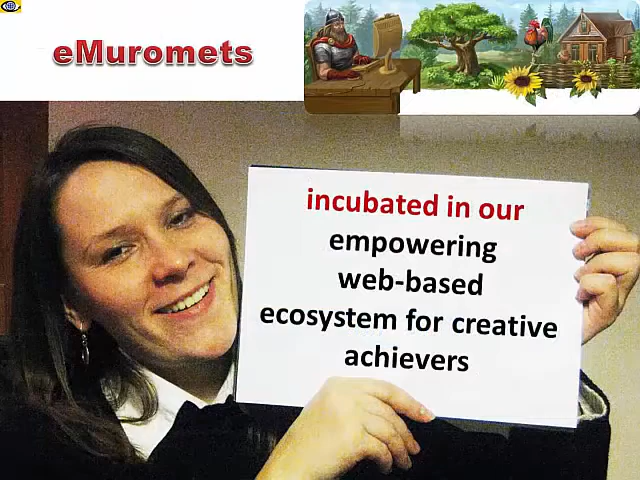 eMuromets
incubated in our
empowering
web-based
ecosystem for creative
achievers